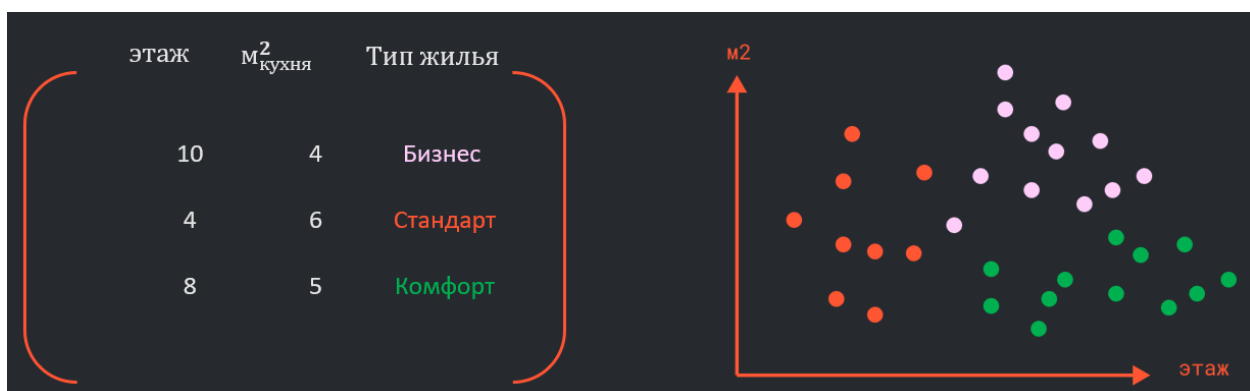 этаж м²кухня Тип жилья
10 4 Бизнес
4 6 Стандарт
8 5 Комфорт
м2
этаж